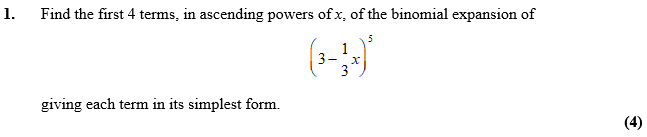 1. Find the first 4 terms, in ascending powers of x, of the binomial expansion of
(3 − 1/3 x)^5
giving each term in its simplest form.
(4)